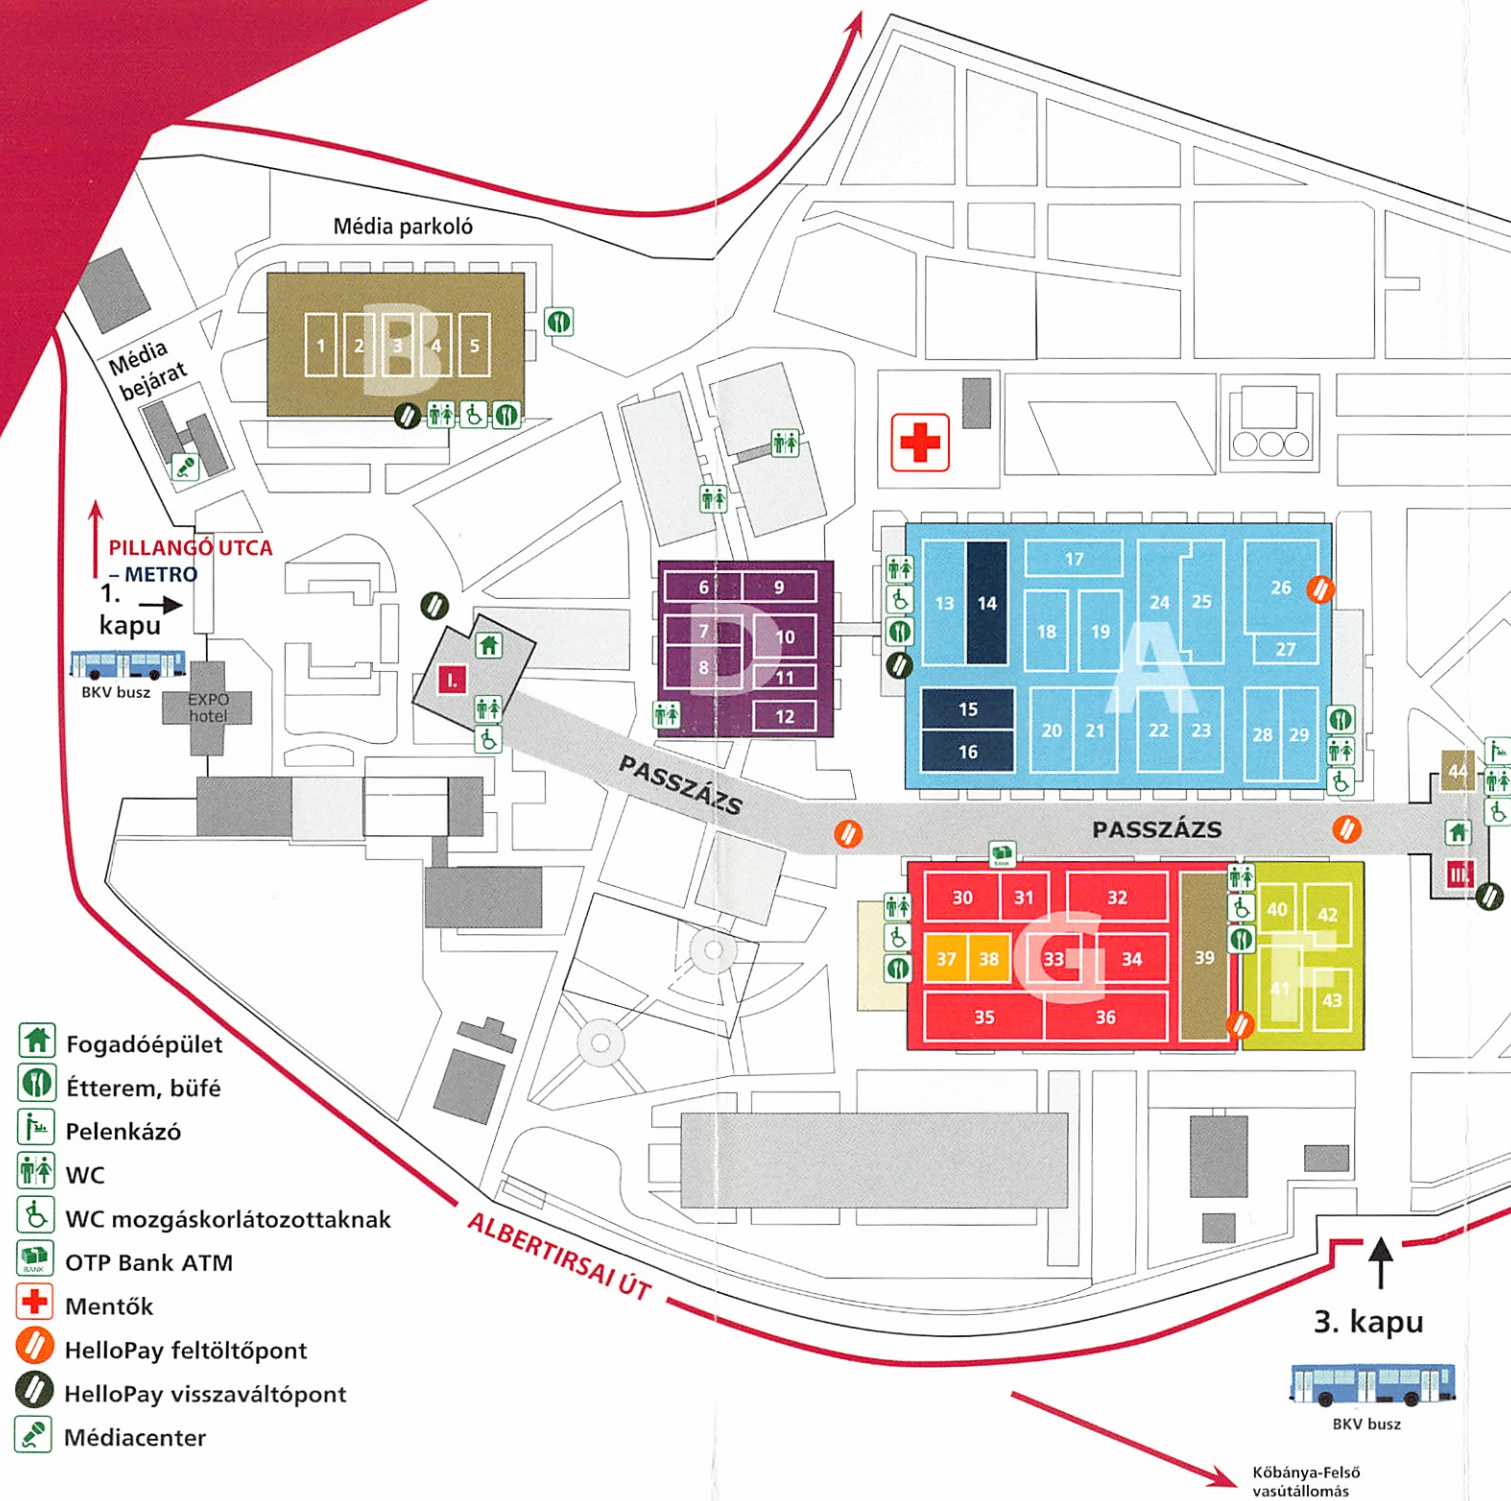 Média parkoló
B
1 2 3 4 5
Média
bejárat
PILLANGÓ UTCA
– METRO
1.
kapu
BKV busz
EXPO
hotel
I.
D
6 9
7 10
8 11
12
A
13 14 17 24 25 26
18 19 27
15 20 21 22 23 28 29
16
PASSZÁZS
PASSZÁZS
44
III.
BANK
G
30 31 32
37 38 33 34 39
35 36
F
40 42
41 43
Fogadóépület
Étterem, büfé
Pelenkázó
WC
WC mozgáskorlátozottaknak
BANK
OTP Bank ATM
Mentők
HelloPay feltöltőpont
HelloPay visszaváltópont
Médiacenter
ALBERTIRSAI ÚT
3. kapu
BKV busz
Kőbánya-Felső
vasútállomás